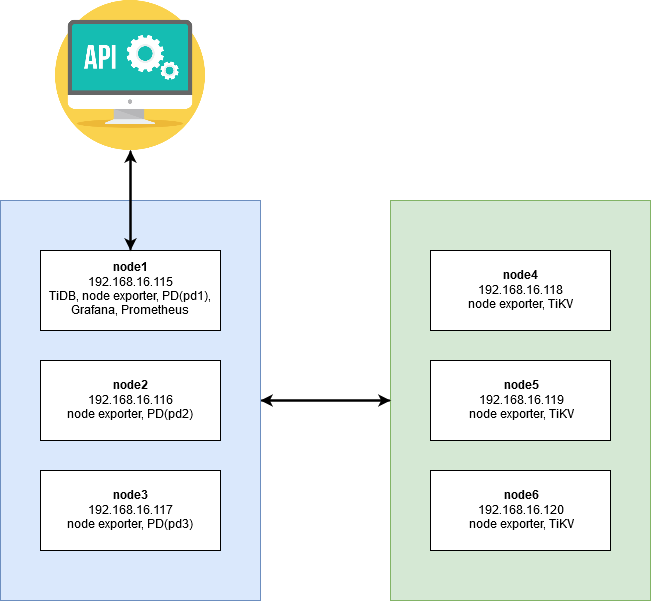 API
node1
192.168.16.115
TiDB, node exporter, PD(pd1),
Grafana, Prometheus
node2
192.168.16.116
node exporter, PD(pd2)
node3
192.168.16.117
node exporter, PD(pd3)
node4
192.168.16.118
node exporter, TiKV
node5
192.168.16.119
node exporter, TiKV
node6
192.168.16.120
node exporter, TiKV